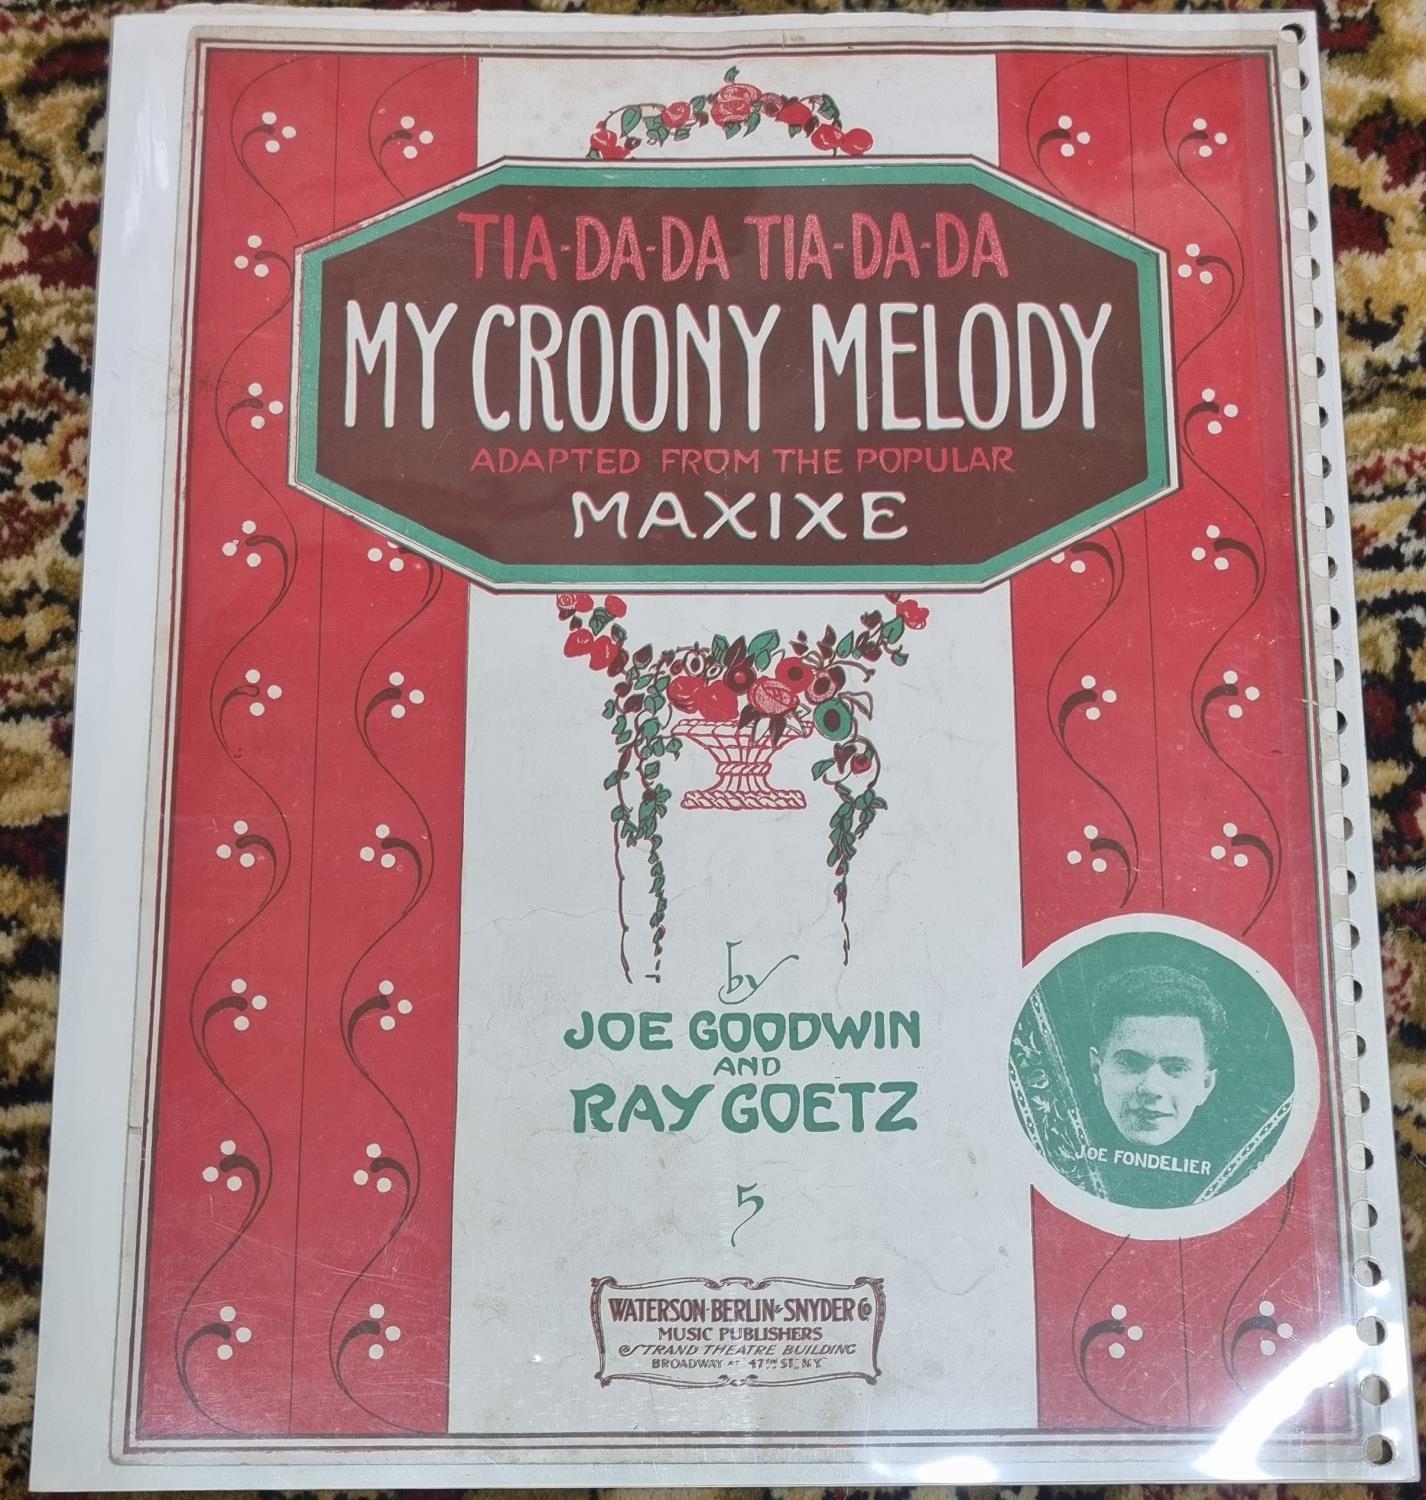 TIA-DA-DA TIA-DA-DA
MY CROONY MELODY
ADAPTED FROM THE POPULAR
MAXIXE
by
JOE GOODWIN
AND
RAY GOETZ
JOE FONDELIER
5
WATERSON·BERLIN & SNYDER Co
MUSIC PUBLISHERS
STRAND THEATRE BUILDING
BROADWAY AT 47TH ST. N.Y.